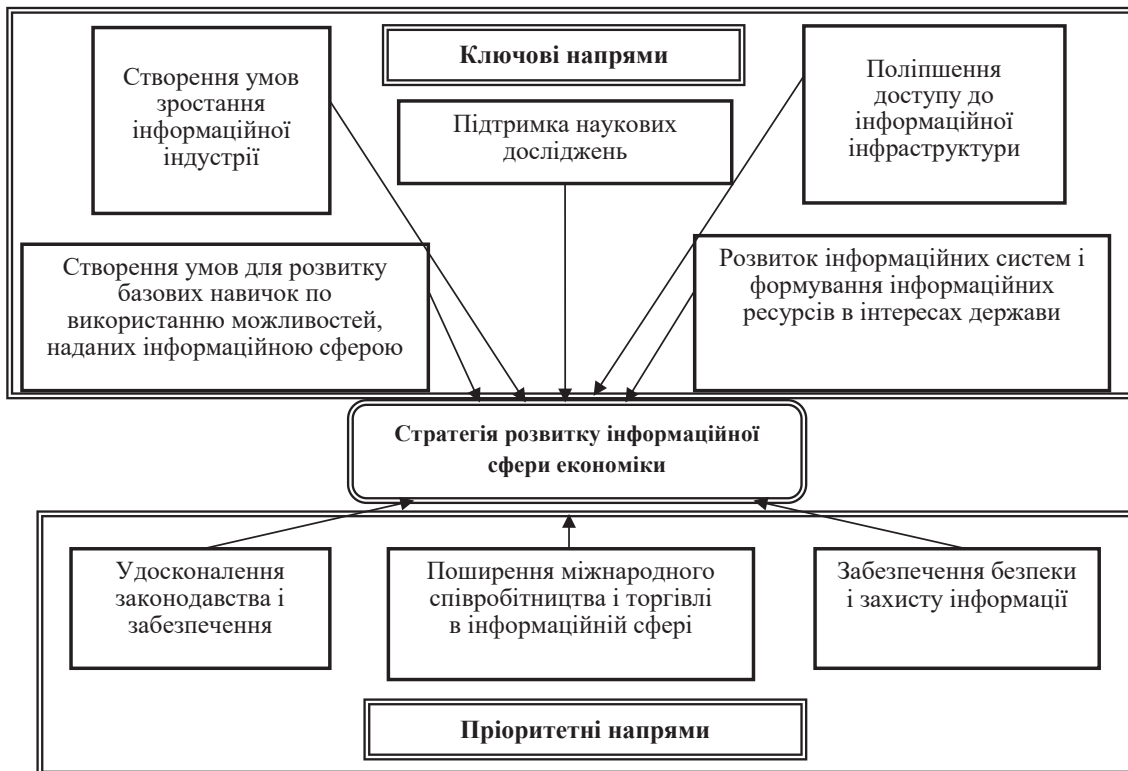 Ключові напрями
Створення умов
зростання
інформаційної
індустрії
Підтримка наукових
досліджень
Поліпшення
доступу до
інформаційної
інфраструктури
Створення умов для розвитку
базових навичок по
використанню можливостей,
наданих інформаційною сферою
Розвиток інформаційних систем і
формування інформаційних
ресурсів в інтересах держави
Стратегія розвитку інформаційної
сфери економіки
Удосконалення
законодавства і
забезпечення
Поширення міжнародного
співробітництва і торгівлі
в інформаційній сфері
Забезпечення безпеки
і захисту інформації
Пріоритетні напрями